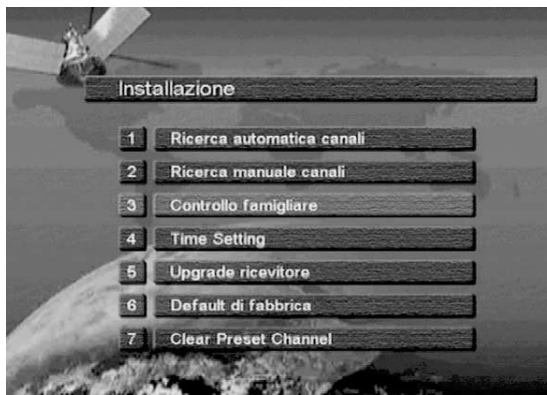 Installazione
1 Ricerca automatica canali
2 Ricerca manuale canali
3 Controllo famigliare
4 Time Setting
5 Upgrade ricevitore
6 Default di fabbrica
7 Clear Preset Channel